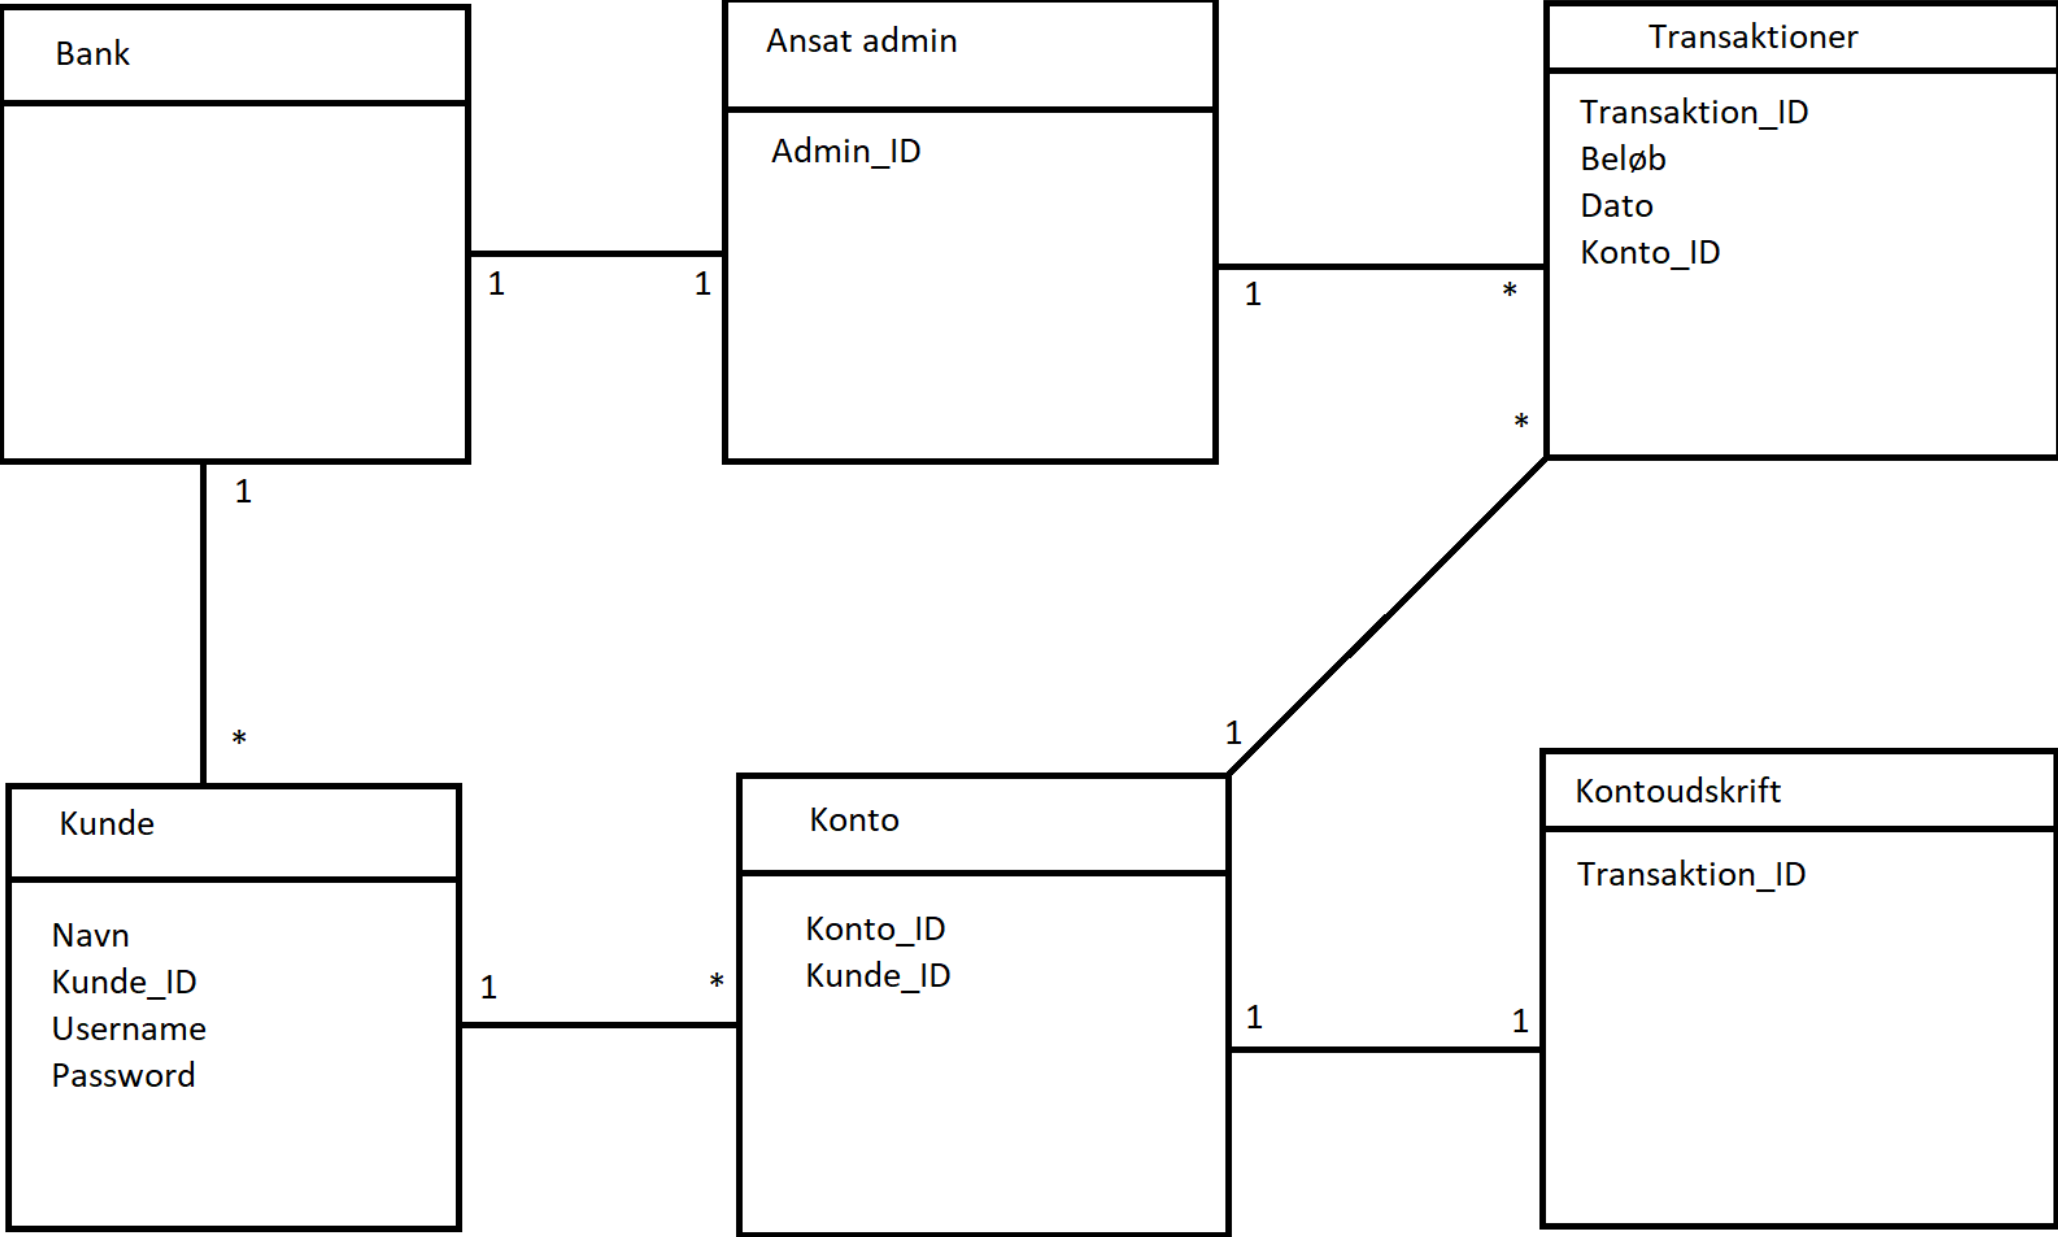 Bank
Ansat admin
Admin_ID
Transaktioner
Transaktion_ID
Beløb
Dato
Konto_ID
1
1
1
*
*
1
*
1
Kunde
Navn
Kunde_ID
Username
Password
1
*
Konto
Konto_ID
Kunde_ID
1
1
Kontoudskrift
Transaktion_ID